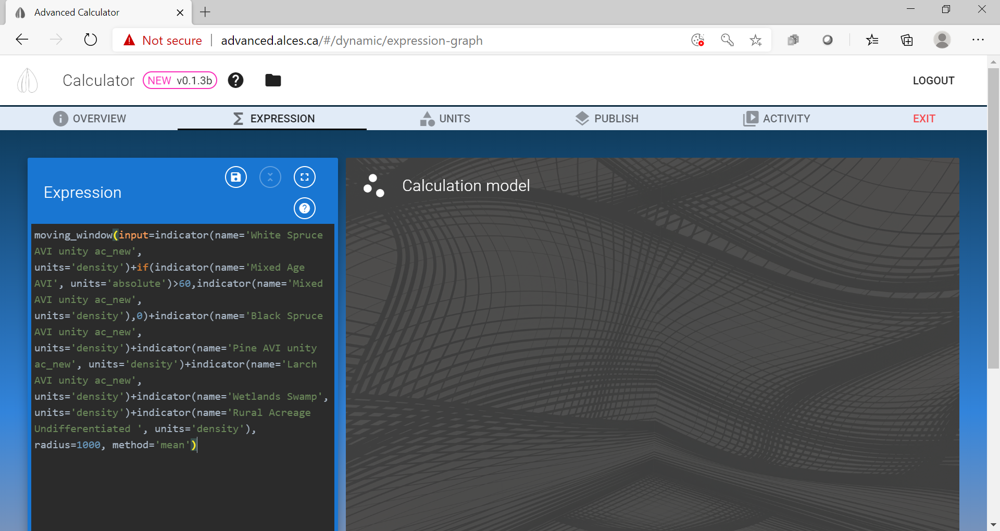 Advanced Calculator
Not secure
advanced.alces.ca/#/dynamic/expression-graph
Calculator
NEW v0.1.3b
LOGOUT
OVERVIEW
EXPRESSION
UNITS
PUBLISH
ACTIVITY
EXIT
Expression
moving_window(input=indicator(name='White Spruce
AVI unity ac_new',
units='density')+if(indicator(name='Mixed Age
AVI', units='absolute')>60,indicator(name='Mixed
AVI unity ac_new',
units='density'),0)+indicator(name='Black Spruce
AVI unity ac_new',
units='density')+indicator(name='Pine AVI unity
ac_new', units='density')+indicator(name='Larch
AVI unity ac_new',
units='density')+indicator(name='Wetlands Swamp',
units='density')+indicator(name='Rural Acreage
Undifferentiated ', units='density'),
radius=1000, method='mean')
Calculation model